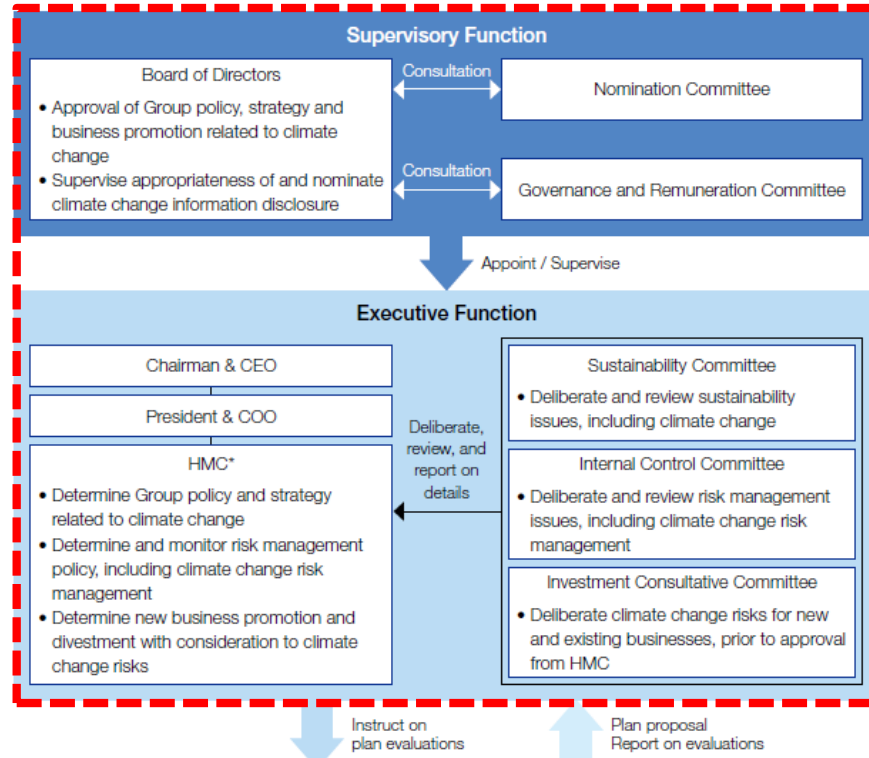 Supervisory Function
Board of Directors
• Approval of Group policy, strategy and
business promotion related to climate
change
• Supervise appropriateness of and nominate
climate change information disclosure
Consultation
Nomination Committee
Consultation
Governance and Remuneration Committee
Appoint / Supervise
Executive Function
Chairman & CEO
President & COO
HMC*
• Determine Group policy and strategy
related to climate change
• Determine and monitor risk management
policy, including climate change risk
management
• Determine new business promotion and
divestment with consideration to climate
change risks
Deliberate,
review, and
report on
details
Sustainability Committee
• Deliberate and review sustainability
issues, including climate change
Internal Control Committee
• Deliberate and review risk management
issues, including climate change risk
management
Investment Consultative Committee
• Deliberate climate change risks for new
and existing businesses, prior to approval
from HMC
Instruct on
plan evaluations
Plan proposal
Report on evaluations